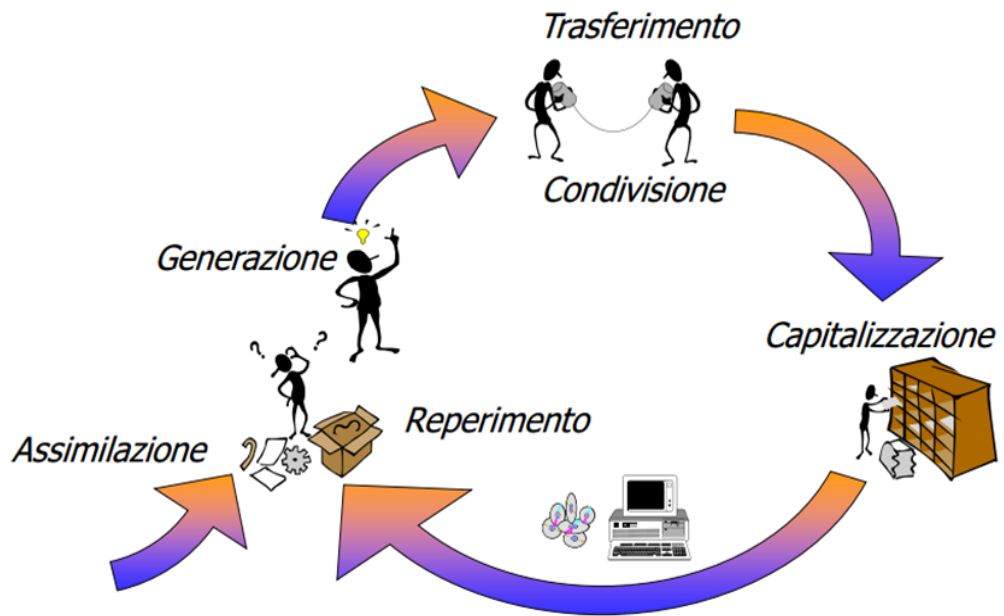 Trasferimento
Condivisione
Generazione
Capitalizzazione
? ?
Reperimento
Assimilazione